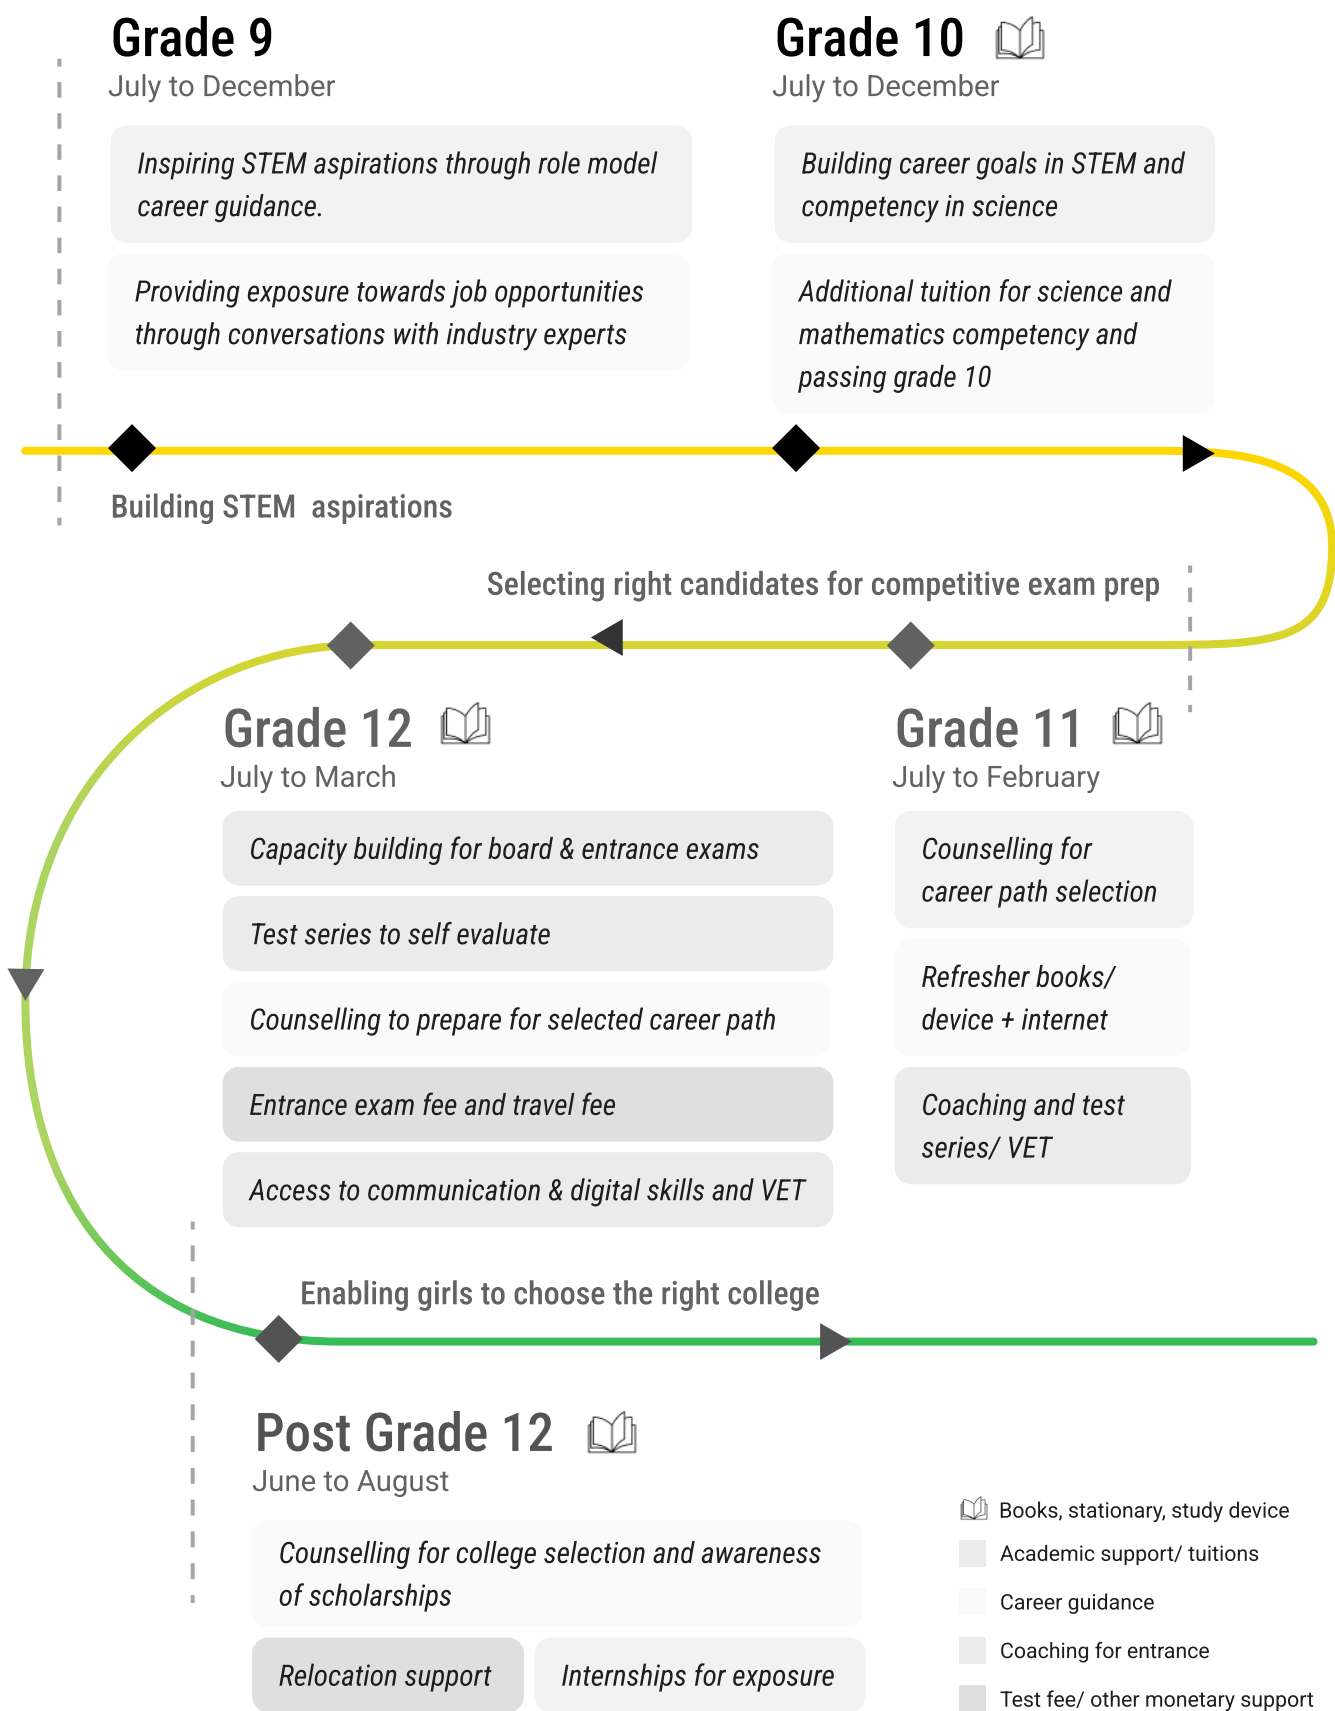 Grade 9
July to December
Inspiring STEM aspirations through role model
career guidance.
Providing exposure towards job opportunities
through conversations with industry experts
Grade 10
July to December
Building career goals in STEM and
competency in science
Additional tuition for science and
mathematics competency and
passing grade 10
Building STEM aspirations
Selecting right candidates for competitive exam prep
Grade 11
July to February
Counselling for
career path selection
Refresher books/
device + internet
Coaching and test
series/ VET
Grade 12
July to March
Capacity building for board & entrance exams
Test series to self evaluate
Counselling to prepare for selected career path
Entrance exam fee and travel fee
Access to communication & digital skills and VET
Enabling girls to choose the right college
Post Grade 12
June to August
Counselling for college selection and awareness
of scholarships
Relocation support
Internships for exposure
Books, stationary, study device
Academic support/ tuitions
Career guidance
Coaching for entrance
Test fee/ other monetary support